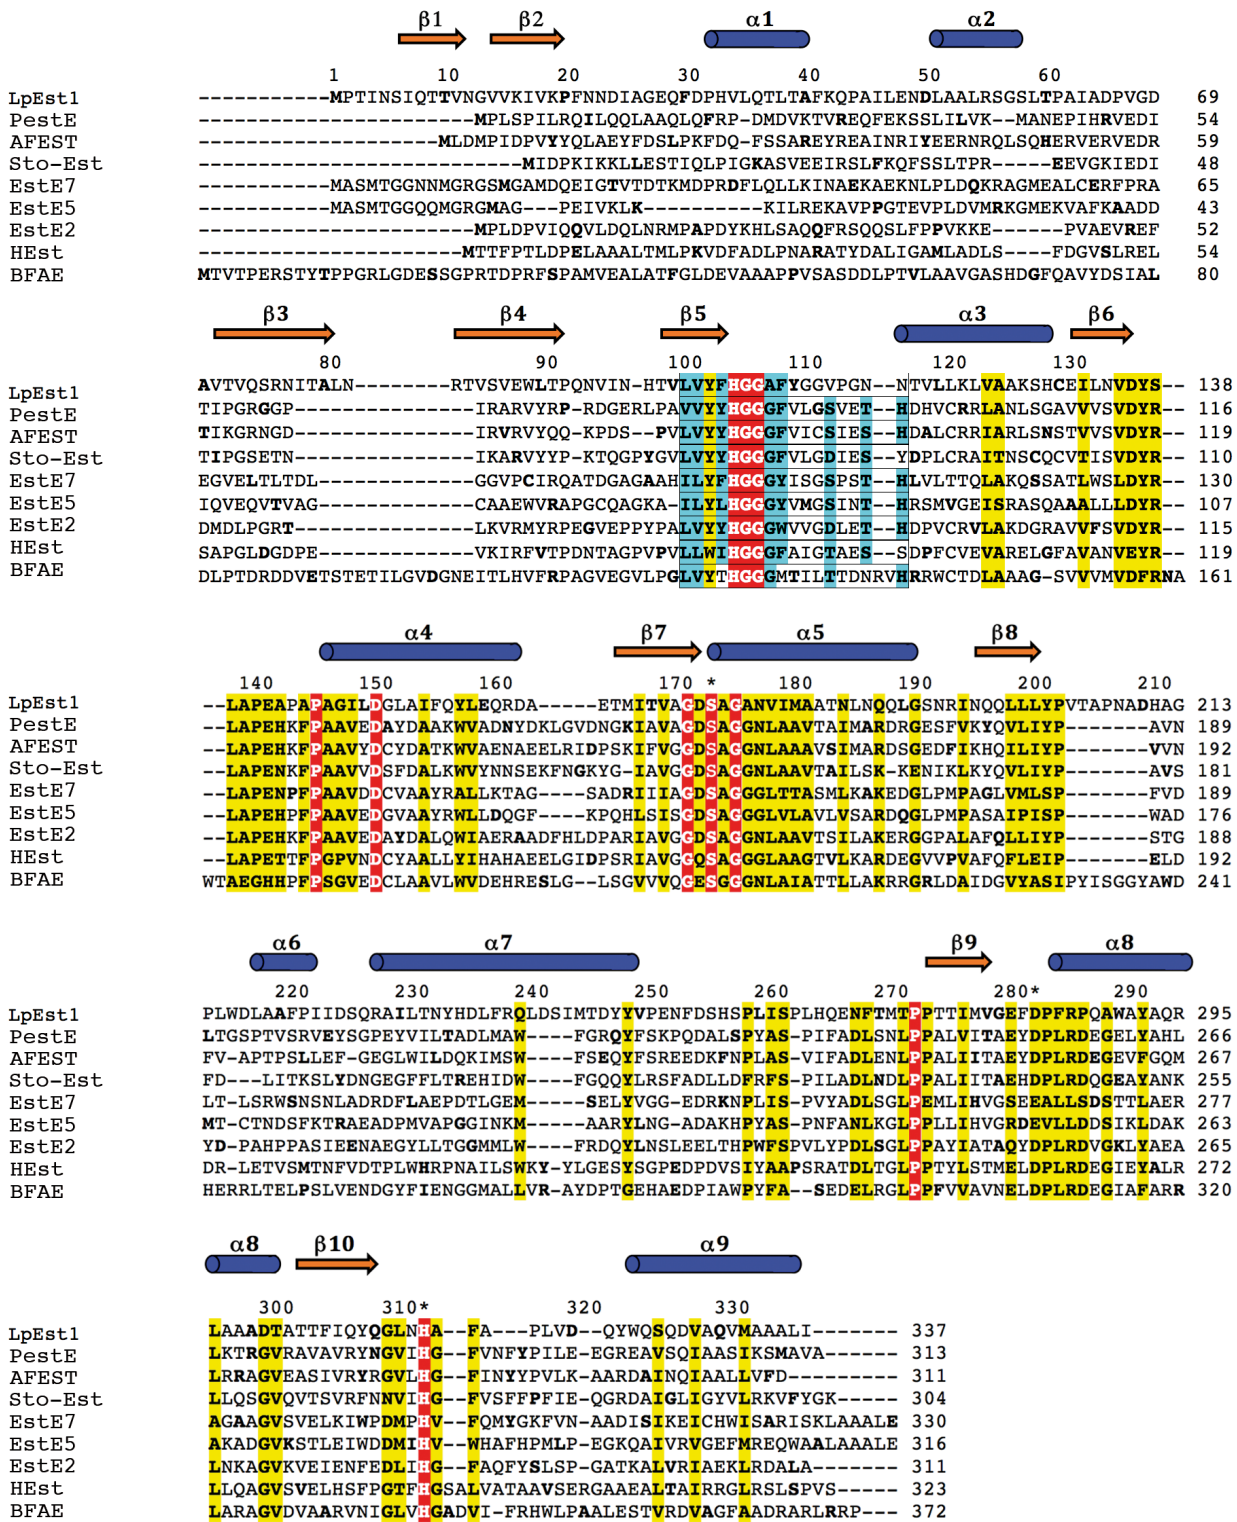 β1 β2 α1 α2
1 10 20 30 40 50 60
LpEst1 -----------MPTINSIQTTVNGVVKIVKPFNNDIAGEQFDPHVLQTLTAFKQPAILENDLAALRSGSLTPAIADPVGD 69
PestE -----------------------MPLSPILRQILQQLAAQLQFRP-DMDVKTVREQFEKSSLILVK--MANEPIHRVEDI 54
AFEST --------------------MLDMPIDPVYYQLAEYFDSLPKFDQ-FSSAREYREAINRIYEERNRQLSQHERVERVEDR 59
Sto-Est ---------------------------MIDPKIKKLLESTIQLPIGKASVEEIRSLFKQFSSLTPR----EEVGKIEDI 48
EstE7 -----------MASMTGGNNMGRGSMGAMDQEIGTVTDTKMDPRDFLQLLKINAEKAEKNLPLDQKRAGMEALCERFPRA 65
EstE5 -----------MASMTGGQQMGRGMAG---PEIVKLK----------KILREKAVPPGTEVPLDVMRKGMEKVAFKAADD 43
EstE2 -----------------------MPLDPVIQQVLDQLNRMPAPDYKHLSAQQFRSQQSLFPPVKKE------PVAEVREF 52
HEst ----------------------MTTFPTLDPELAAALTMLPKVDFADLPNARATYDALIGAMLADLS----FDGVSLREL 54
BFAE MTVTPERSTYTPPGRLGDESSGPRTDPRFSPAMVEALATFGLDEVAAAPPVSASDDLPTVLAAVGASHDGFQAVYDSIAL 80
β3 β4 β5 α3 β6
80 90 100 110 120 130
LpEst1 AVTVQSRNITALN--------RTVSVEWLTPQNVIN-HTVLVYFHGGAFYGGVPGN--NTVLLKLVAAKSHCEILNVDYS-- 138
PestE TIPGRGGP-------------IRARVYRP-RDGERLPAVVYYHGGGFVLGSVET--HDHVCRRLANLSGAVVVSVDYR-- 116
AFEST TIKGRNGD-------------IRVRVYQQ-KPDS--PVLVYYHGGGFVICSIES--HDALCRRIARLSNSTVVSVDYR-- 119
Sto-Est TIPGSETN-------------IKARVYYP-KTQGPYGVLVYYHGGGFVLGDIES--YDPLCRAITNSCQCVTISVDYR-- 110
EstE7 EGVELTLTDL-----------GGVPCIRQATDGAGAAHILYFHGGGYISGSPST--HLVLTTQLAKQSSATLWSLDYR-- 130
EstE5 IQVEQVTVAG-----------CAAEWVRAPGCQAGKA-ILYLHGGGYVMGSINT--HRSMVGEISRASQAAALLLDYR-- 107
EstE2 DMDLPGRT-------------LKVRMYRPEGVEPPYPALVYYHGGGWVVGDLET--HDPVCRVLAKDGRAVVFSVDYR-- 115
HEst SAPGLDGDPE-----------VKIRFVTPDNTAGPVPVLLWIHGGGFAIGTAES--SDPFCVEVARELGFAVANVEYR-- 119
BFAE DLPTDRDDVETSTETILGVDGNEITLHVFRPAGVEGVLPGLVYTHGGGMTILTTDNRVHRRWCTDLAAAG-SVVVMVDFRNA 161
α4 β7 α5 β8
140 150 160 170 * 180 190 200 210
LpEst1 --LAPEAPAPAGILDGLAIFQYLEQRDA----ETMITVAGDSAGANVIMAATNLNQQLGSNRINQQLLLYPVTAPNADHAG 213
PestE --LAPEHKFPAAVEDAYDAAKWVADNYDKLGVDNGKIAVAGDSAGGNLAAVTAIMARDRGESFVKYQVLIYP-------VVN 189
AFEST --LAPEHKFPAAVYDCYDATKWVAENAEELRIDPSKIFVGGDSAGGNLAAAVSIMARDSGEDFIKHQILIYP-------VVN 192
Sto-Est --LAPENKFPAAVVDSFDALKWVYNNSEKFNGKYG-IAVGGDSAGGNLAAVTAILSK-KENIKLKYQVLIYP-------AVS 181
EstE7 --LAPENPFPAAVDDCVAAYRALLKTAG----SADRIIIAGDSAGGGLTTASMLKAKEDGLPMPAGLVMLSP-------FVD 189
EstE5 --LAPEHPFPAAVEDGVAAYRWLLDQGF----KPQHLSISGDSAGGGLVLAVLVSARDQGLPMPASAIPISP-------WAD 176
EstE2 --LAPEHKFPAAVEDAYDALQWIAERAADFHLDPARIAVGGDSAGGNLAAVTSILAKERGGPALAFQLLIYP-------STG 188
HEst --LAPETTFPGPVNDCYAALLYIHAHAEELGIDPSRIAVGGQSAGGGLAAGTVLKARDEGVVPVAFQFLEIP-------ELD 192
BFAE WTAEGHHPFPSGVEDCLAAVLWVDEHRESLG--LSGVVVQGESGGGNLAIATTLLAKRRGRLDAIDGVYASIPYISGGYAWD 241
α6 α7 β9 α8
220 230 240 250 260 270 280* 290
LpEst1 PLWDLAAFPIIDSQRAILTNYHDLFRQLDSIMTDYYVPENFDSHSPLISPLHQENFTMTPPTTIMVGEFDPFRPQAWAYAQR 295
PestE LTGSPTVSRVEYSGPEYVILTADLMAW----FGRQYFSKPQDALSPYAS-PIFADLSNLPPALVITAEYDPLRDEGELYAHL 266
AFEST FV-APTPSLLEF-GEGLWILDQKIMSW----FSEQYFSREEDKFNPLAS-VIFADLENLPPALIITAEYDPLRDEGEVFGQM 267
Sto-Est FD---LITKSLYDNGEGFFLTREHIDW----FGQQYLRSFADLLDFRFS-PILADLNDLPPALIITAEHDPLRDQGEAYANK 255
EstE7 LT-LSRWSNSNLADRDFLAEPDTLGEM-----SELYVGG-EDRKNPLIS-PVYADLSGLPEMLIHVGSEEALLSDSTTLAER 277
EstE5 MT-CTNDSFKTRAEADPMVAPGGINKM-----AARYLNG-ADAKHPYAS-PNFANLKGLPPLLIHVGRDEVLLDDSIKLDAK 263
EstE2 YD-PAHPPASIEENAEGYLLTGGMMLW----FRDQYLNSLEELTHPWFSPVLYPDLSGLPPAYIATAQYDPLRDVGKLYAEA 265
HEst DR-LETVSMTNFVDTPLWHRPNAILSWKY-YLGESYSGPEDPDVSIYAAPSRATDLTGLPPTYLSTMELDPLRDEGIEYALR 272
BFAE HERRLTELPSLVENDGYFIENGGMALLVR-AYDPTGEHAEDPIAWPYFA--SEDELRGLPPFVVAVNELDPLRDEGIAFARR 320
α8 β10 α9
300 310* 320 330
LpEst1 LAAADTATTFIQYQGLNHA--FA---PLVD--QYWQSQDVAQVMAAALI------- 337
PestE LKTRGVRAVAVRYNGVIHG--FVNFYPILE-EGREAVSQIAASIKSMAVA------ 313
AFEST LRRAGVEASIVRYRGVLHG--FINYYPVLK-AARDAINQIAALLVFD--------- 311
Sto-Est LLQSGVQVTSVRFNNVIHG--FVSFFPFIE-QGRDAIGLIGYVLRKVFYGK----- 304
EstE7 AGAAGVSVELKIWPDMPHV--FQMYGKFVN-AADISIKEICHWISARISKLAAALE 330
EstE5 AKADGVKSTLEIWDDMIHV--WHAFHPMLP-EGKQAIVRVGEFMREQWAALAAALE 316
EstE2 LNKAGVKVEIENFEDLIHG--FAQFYSLSP-GATKALVRIAEKLRDALA------- 311
HEst LLQAGVSVELHSFPGTFHGSALVATAAVSERGAAEALTAIRRGLRSLSPVS----- 323
BFAE LARAGVDVAARVNIGLVHGADVI-FRHWLPAALESTVRDVAGFAADRARLRRP--- 372